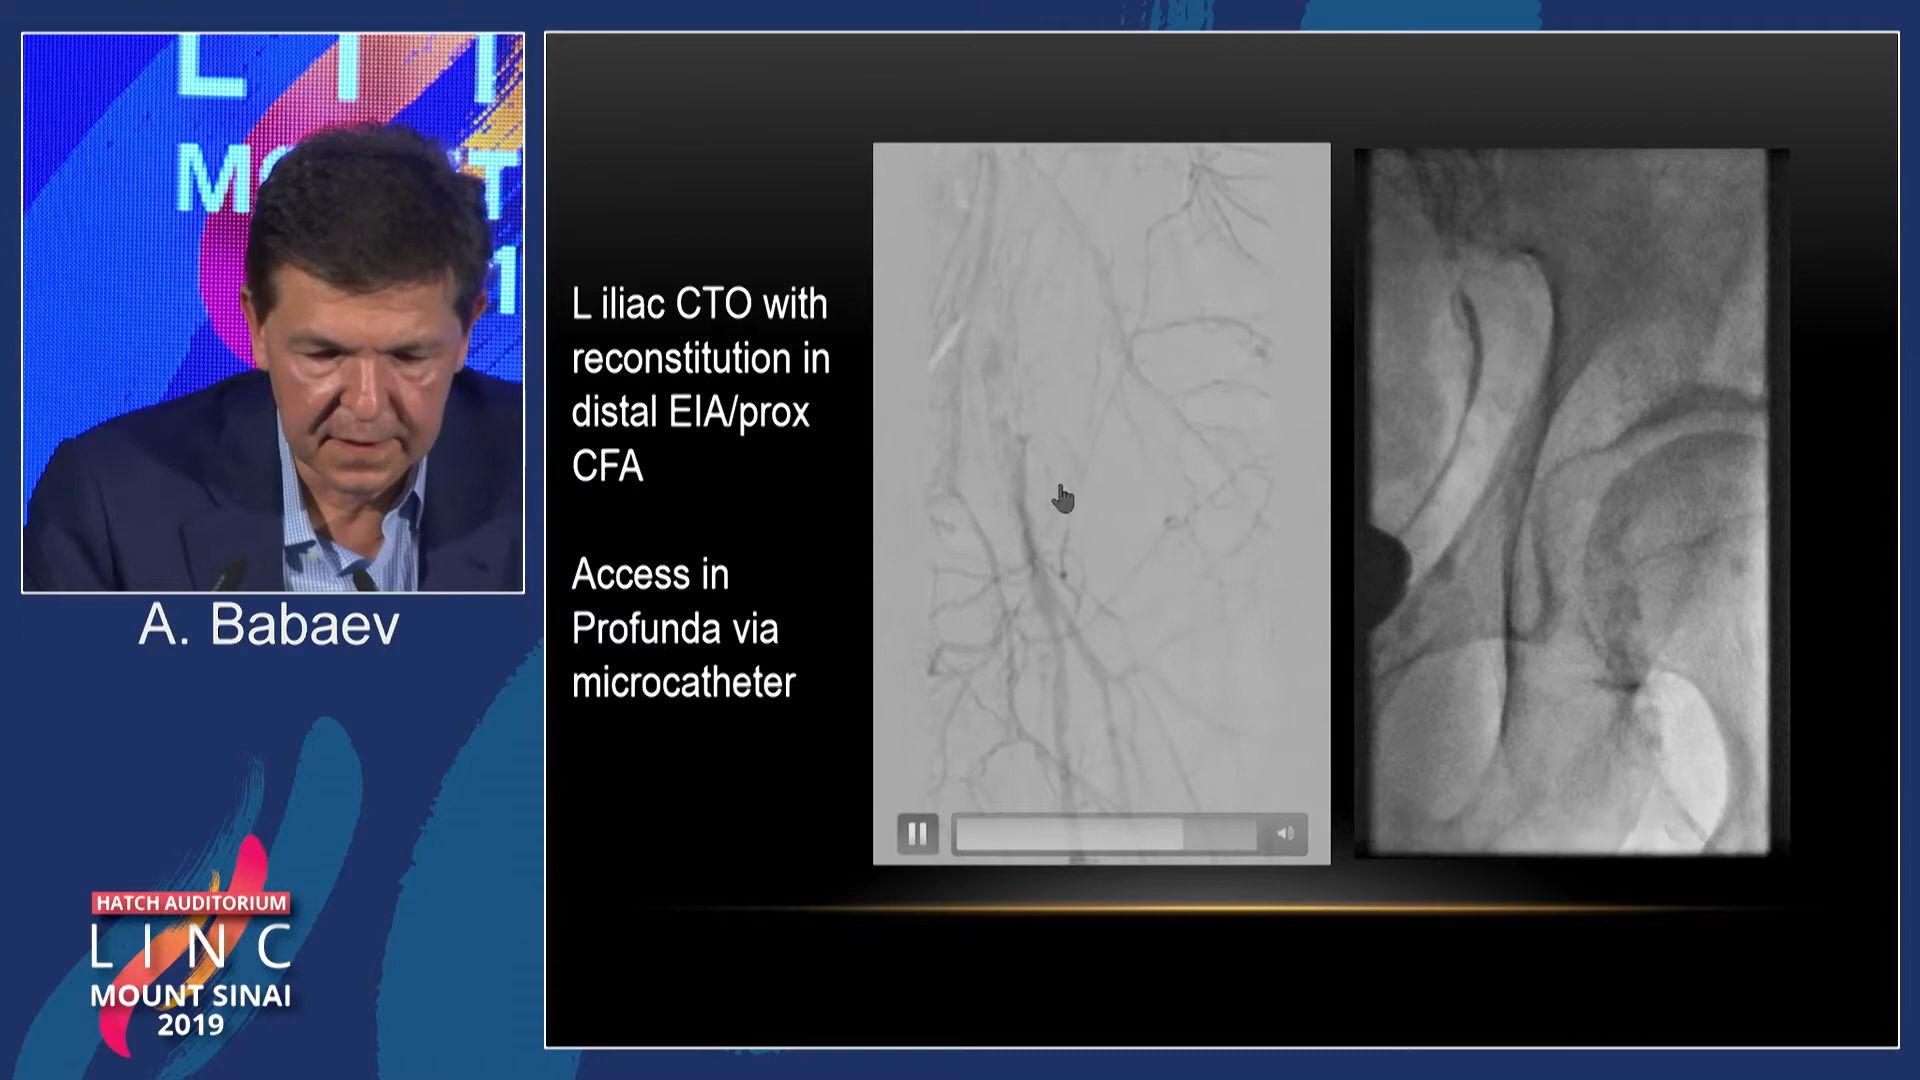 L I
M T
1
A. Babaev
HATCH AUDITORIUM
LINC
MOUNT SINAI
2019
L iliac CTO with
reconstitution in
distal EIA/prox
CFA
Access in
Profunda via
microcatheter